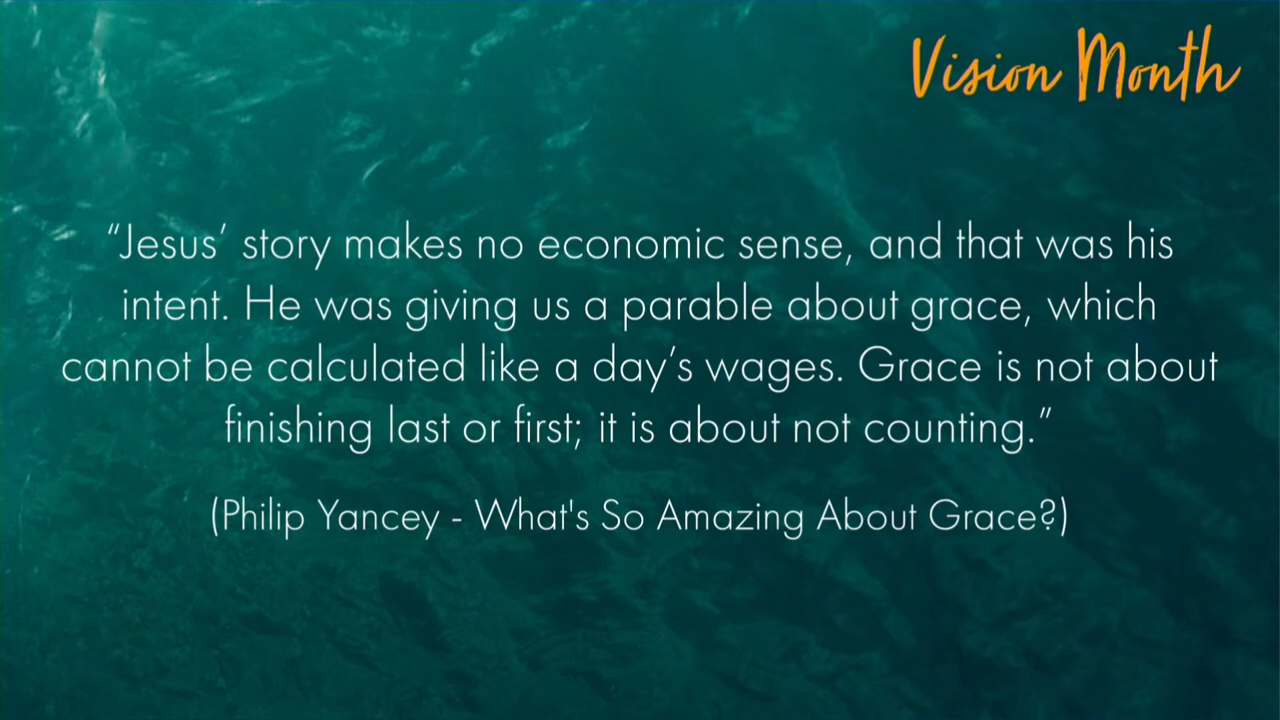 Vision Month
“Jesus’ story makes no economic sense, and that was his
intent. He was giving us a parable about grace, which
cannot be calculated like a day’s wages. Grace is not about
finishing last or first; it is about not counting.”
(Philip Yancey - What's So Amazing About Grace?)